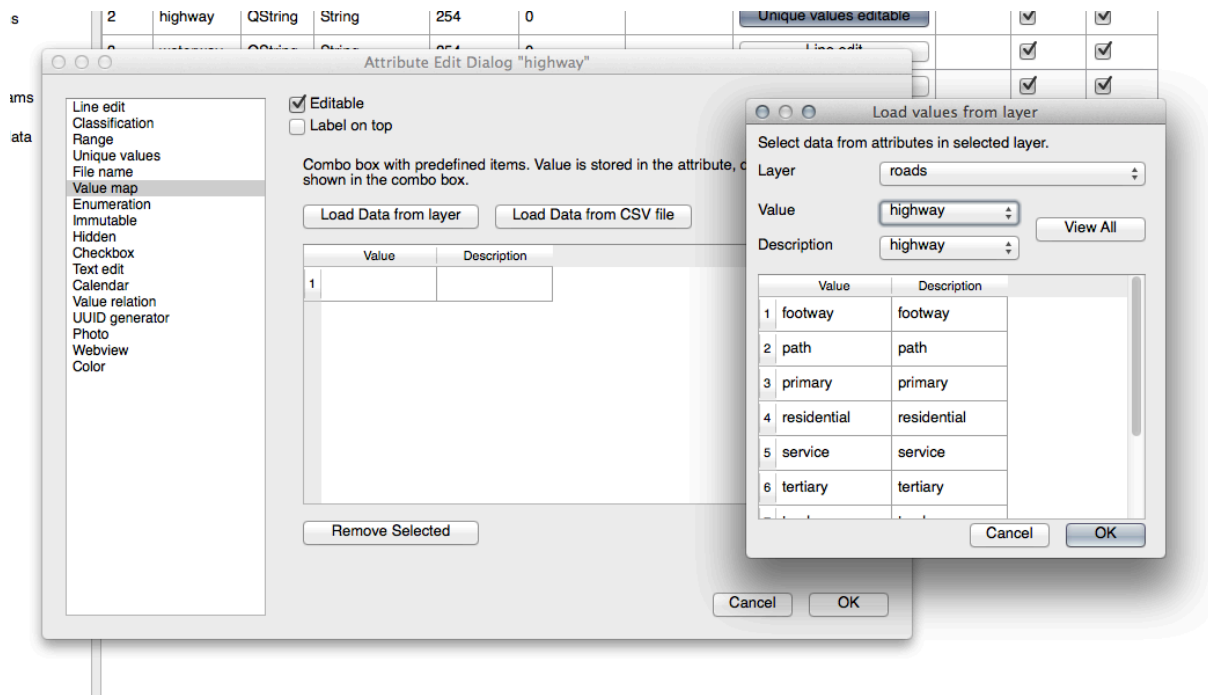 s
2 highway QString String 254 0 Unique values editable
ams
ata
Attribute Edit Dialog "highway"
Line edit
Classification
Range
Unique values
File name
Value map
Enumeration
Immutable
Hidden
Checkbox
Text edit
Calendar
Value relation
UUID generator
Photo
Webview
Color
Editable
Label on top
Combo box with predefined items. Value is stored in the attribute,
shown in the combo box.
Load Data from layer Load Data from CSV file
Value Description
1
Remove Selected
Cancel OK
Load values from layer
Select data from attributes in selected layer.
Layer roads
Value highway
View All
Description highway
Value Description
1 footway footway
2 path path
3 primary primary
4 residential residential
5 service service
6 tertiary tertiary
Cancel OK